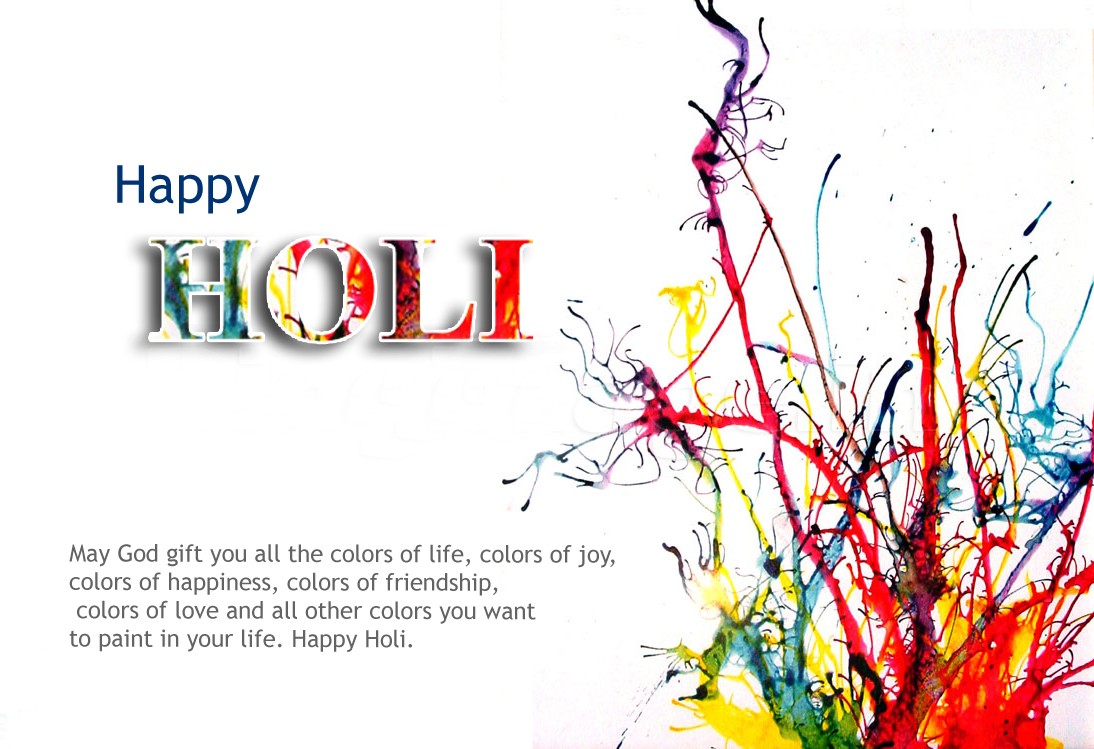 Happy
HOLI
May God gift you all the colors of life, colors of joy,
colors of happiness, colors of friendship,
colors of love and all other colors you want
to paint in your life. Happy Holi.